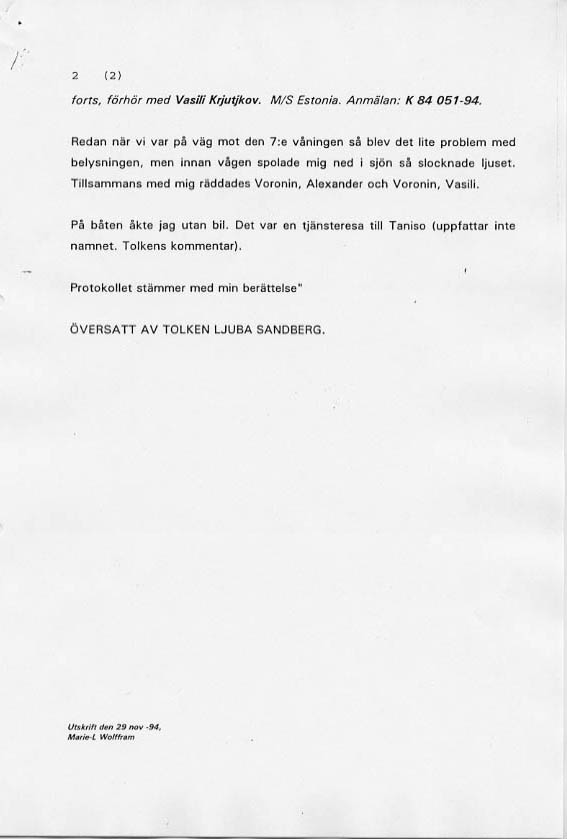 2 (2)
forts, förhör med Vasili Krjutjkov. M/S Estonia. Anmälan: K 84 051-94.
Redan när vi var på väg mot den 7:e våningen så blev det lite problem med
belysningen, men innan vågen spolade mig ned i sjön så slocknade ljuset.
Tillsammans med mig räddades Voronin, Alexander och Voronin, Vasili.
På båten åkte jag utan bil. Det var en tjänsteresa till Taniso (uppfattar inte
namnet. Tolkens kommentar).
Protokollet stämmer med min berättelse"
ÖVERSATT AV TOLKEN LJUBA SANDBERG.
Utskrift den 29 nov -94,
Marie-L Wolffram